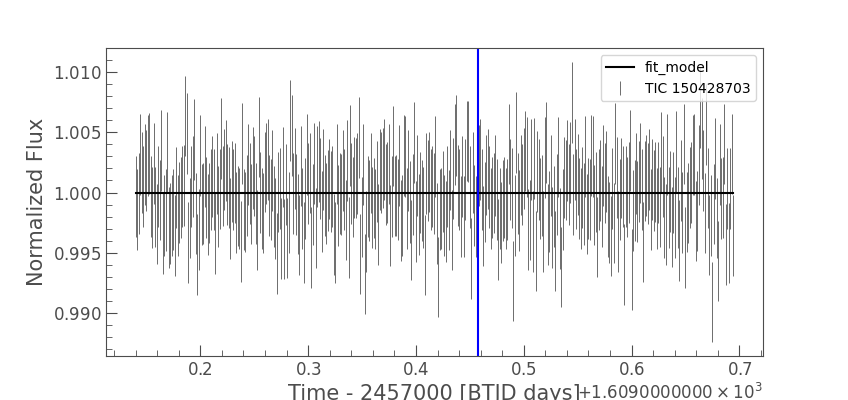 fit_model
TIC 150428703
1.010
1.005
1.000
0.995
0.990
Normalized Flux
0.2
0.3
0.4
0.5
0.6
0.7
Time - 2457000 [BTJD days]
+1.6090000000 × 10³